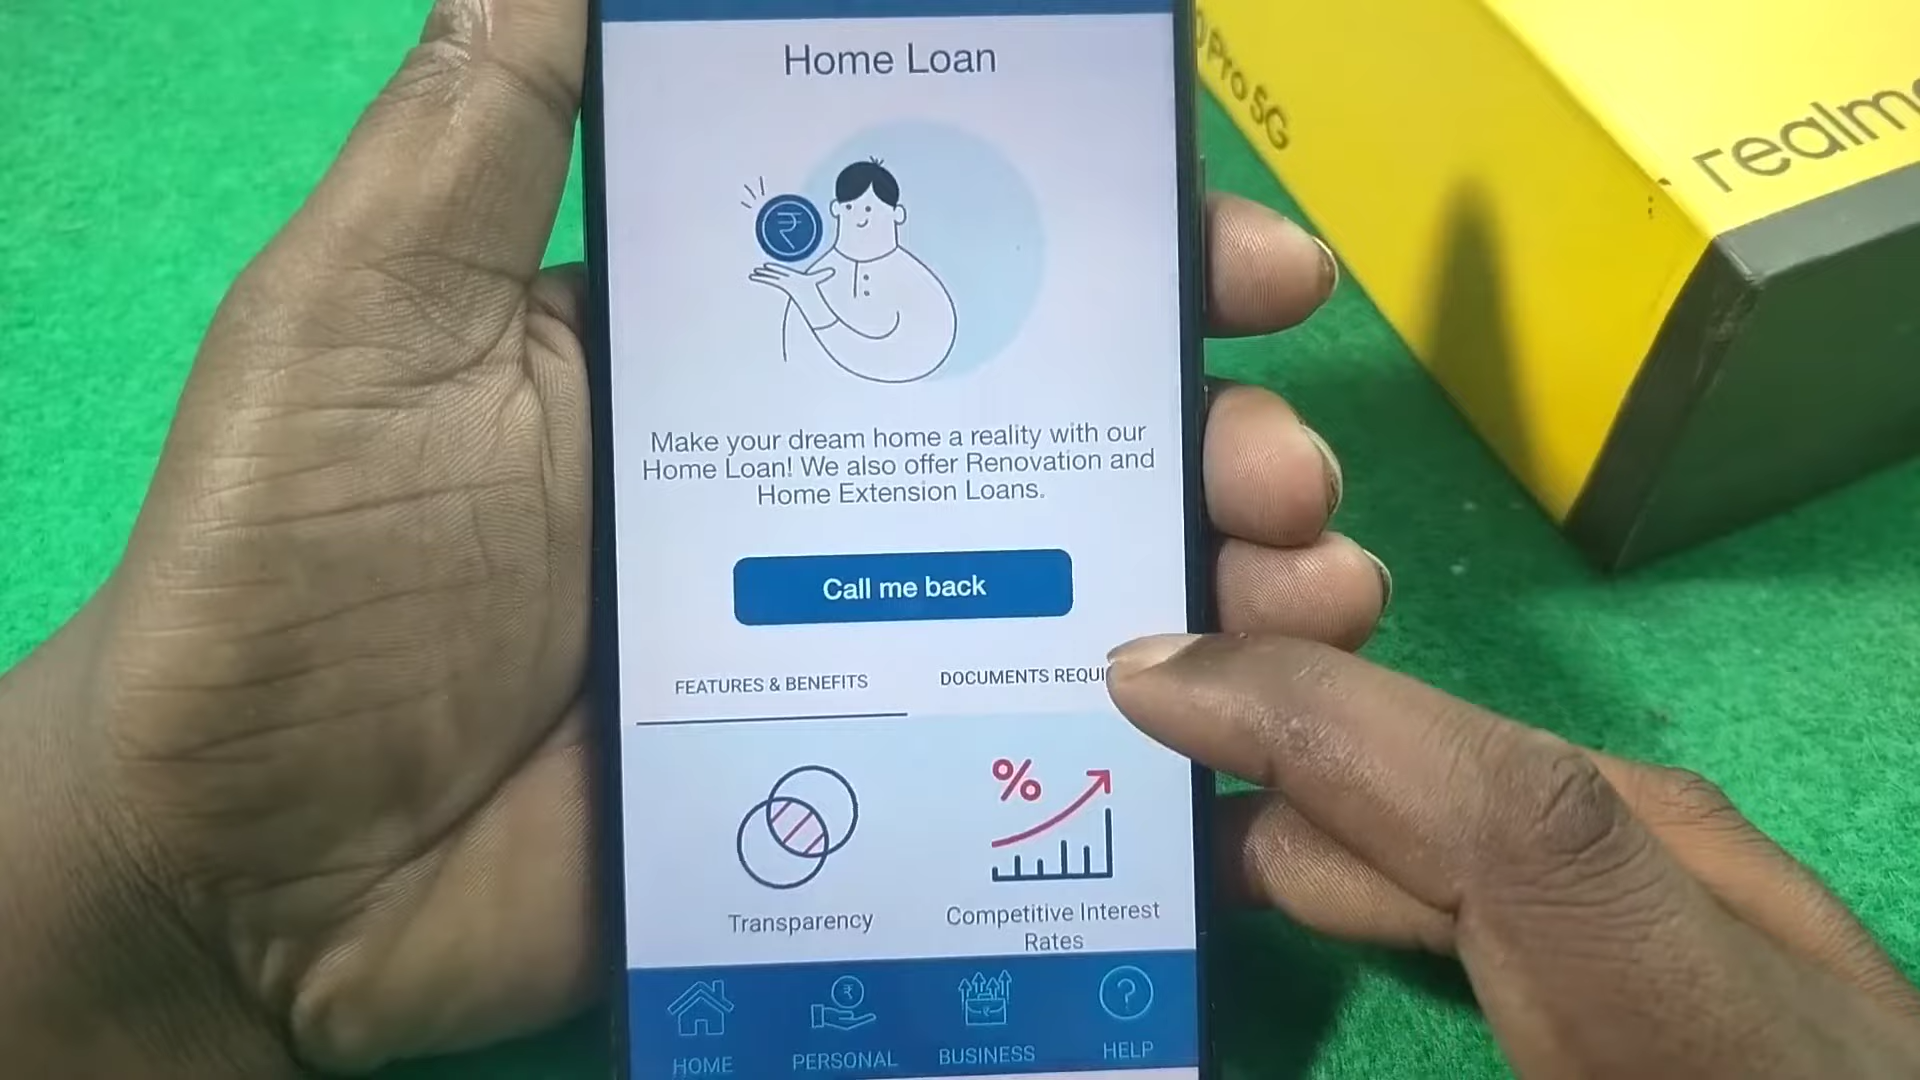 Home Loan
Pro 5G
₹
Make your dream home a reality with our
Home Loan! We also offer Renovation and
Home Extension Loans.
Call me back
FEATURES & BENEFITS
DOCUMENTS REQUI
%
Transparency
Competitive Interest
Rates
HOME
PERSONAL
BUSINESS
HELP